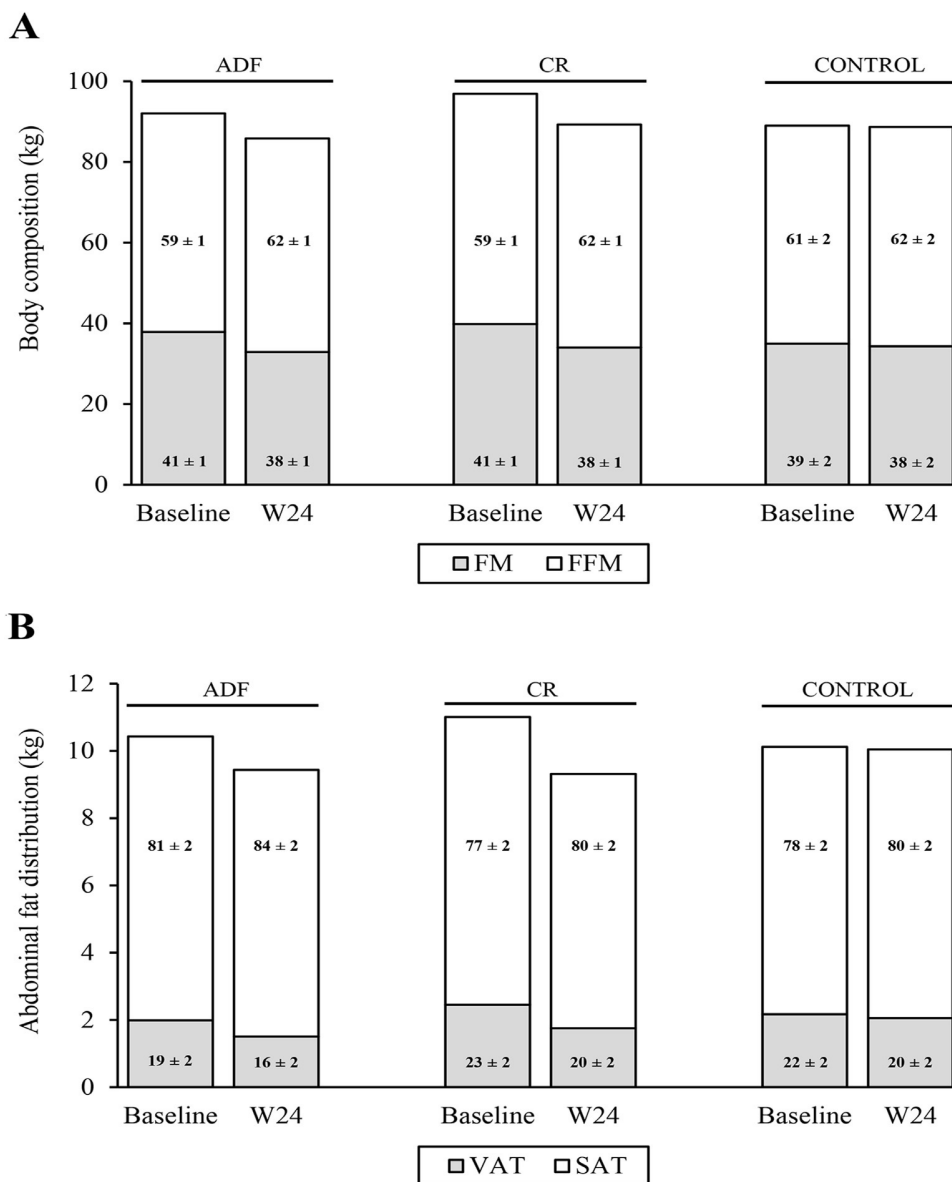 A
ADF CR CONTROL
100
80
60
40
20
0
Body composition (kg)
59 ± 1 62 ± 1 59 ± 1 62 ± 1 61 ± 2 62 ± 2
41 ± 1 38 ± 1 41 ± 1 38 ± 1 39 ± 2 38 ± 2
Baseline W24 Baseline W24 Baseline W24
FM FFM
B
ADF CR CONTROL
12
10
8
6
4
2
0
Abdominal fat distribution (kg)
81 ± 2 84 ± 2 77 ± 2 80 ± 2 78 ± 2 80 ± 2
19 ± 2 16 ± 2 23 ± 2 20 ± 2 22 ± 2 20 ± 2
Baseline W24 Baseline W24 Baseline W24
VAT SAT